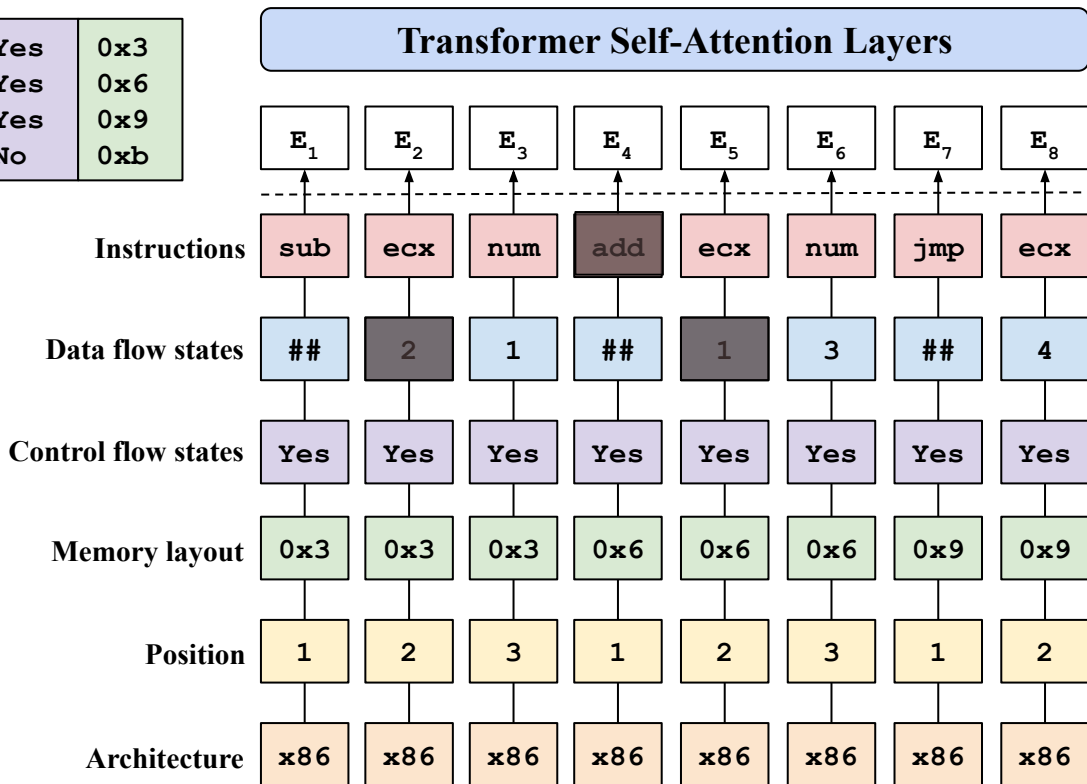 Yes 0x3
Yes 0x6
Yes 0x9
No 0xb
Transformer Self-Attention Layers
E1 E2 E3 E4 E5 E6 E7 E8
Instructions sub ecx num add ecx num jmp ecx
Data flow states ## 2 1 ## 1 3 ## 4
Control flow states Yes Yes Yes Yes Yes Yes Yes Yes
Memory layout 0x3 0x3 0x3 0x6 0x6 0x6 0x9 0x9
Position 1 2 3 1 2 3 1 2
Architecture x86 x86 x86 x86 x86 x86 x86 x86